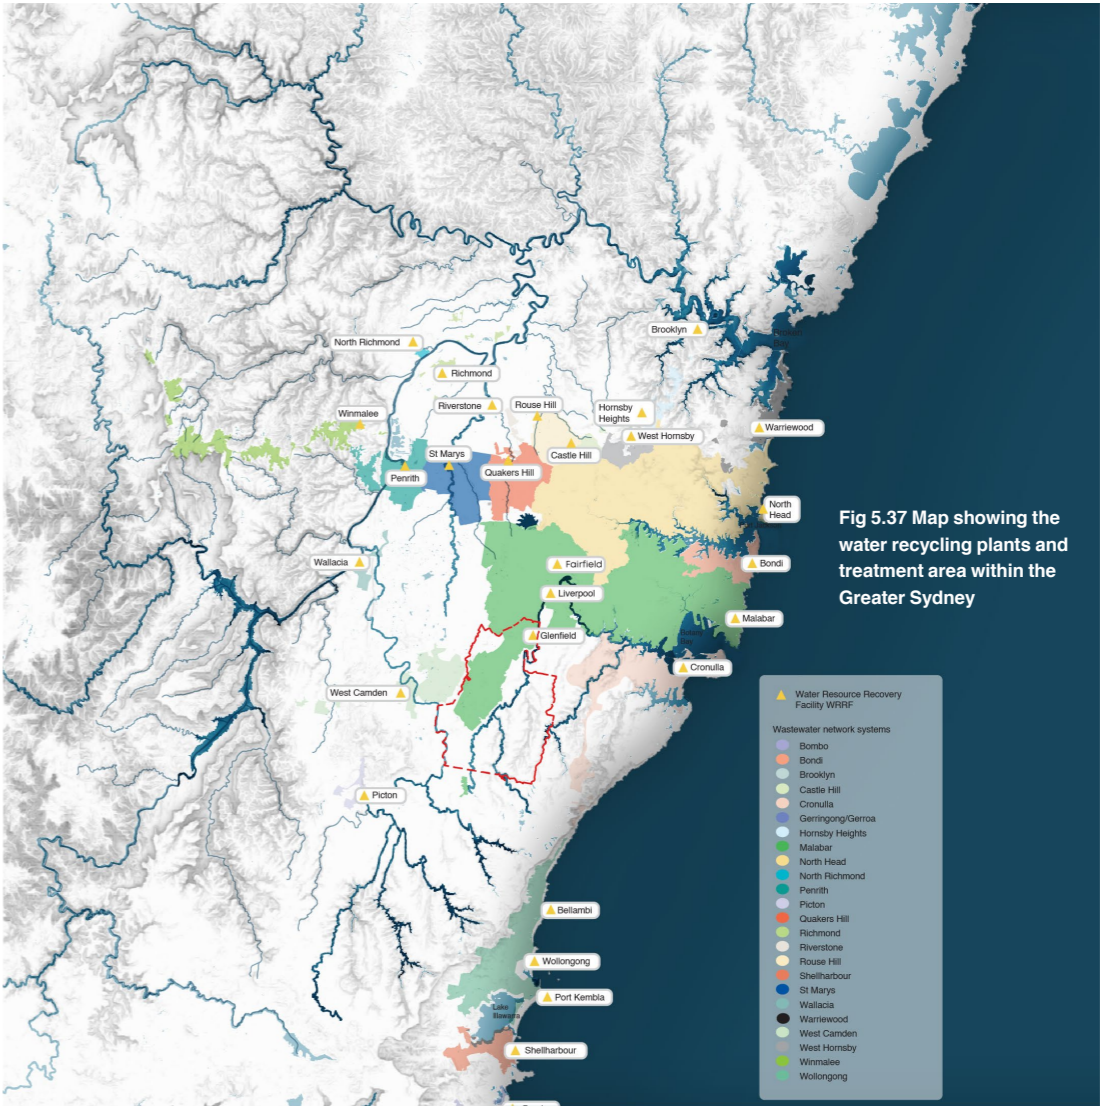 Brooklyn
Broken
Bay
North Richmond
Richmond
Riverstone
Rouse Hill
Hornsby
Heights
Winmalee
Warriewood
West Hornsby
St Marys
Castle Hill
Quakers Hill
Penrith
North
Head
Fig 5.37 Map showing the
water recycling plants and
treatment area within the
Greater Sydney
Wallacia
Fairfield
Bondi
Liverpool
Malabar
Glenfield
Botany
Bay
Cronulla
West Camden
Picton
Bellambi
Wollongong
Port Kembla
Lake
Illawarra
Shellharbour
Water Resource Recovery
Facility WRRF
Wastewater network systems
Bombo
Bondi
Brooklyn
Castle Hill
Cronulla
Gerringong/Gerroa
Hornsby Heights
Malabar
North Head
North Richmond
Penrith
Picton
Quakers Hill
Richmond
Riverstone
Rouse Hill
Shellharbour
St Marys
Wallacia
Warriewood
West Camden
West Hornsby
Winmalee
Wollongong